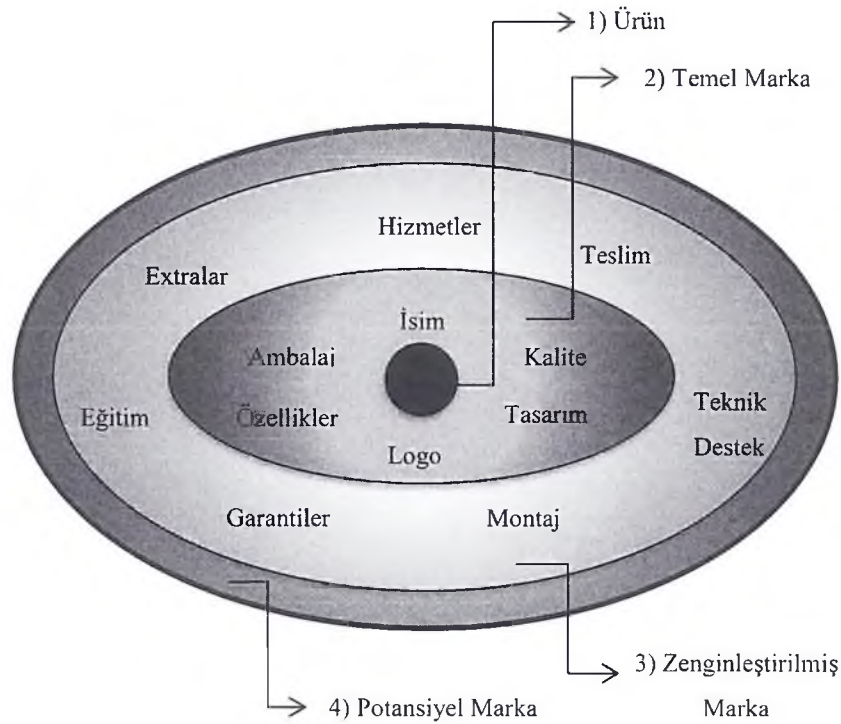 1) Ürün
2) Temel Marka
Hizmetler
Teslim
Extralar
İsim
Ambalaj
Kalite
Eğitim
Özellikler
Tasarım
Teknik
Destek
Logo
Garantiler
Montaj
3) Zenginleştirilmiş
Marka
4) Potansiyel Marka